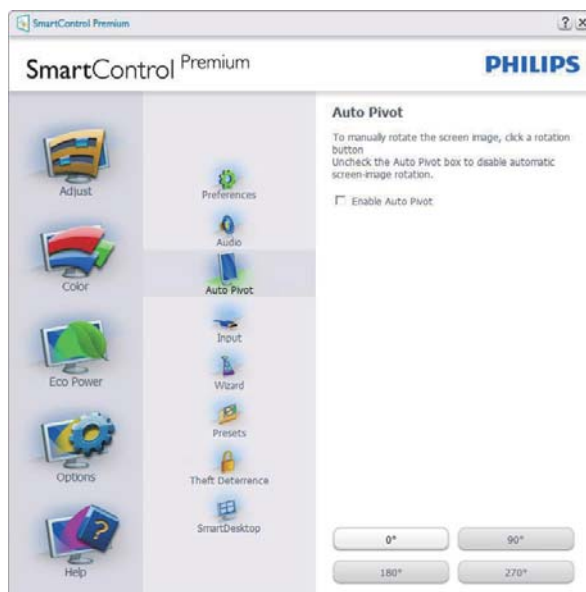 SmartControl Premium
SmartControl Premium
PHILIPS
Adjust
Color
Eco Power
Options
Help
Preferences
Audio
Auto Pivot
Input
Wizard
Presets
Theft Deterrence
SmartDesktop
Auto Pivot
To manually rotate the screen image, click a rotation
button
Uncheck the Auto Pivot box to disable automatic
screen-image rotation.
Enable Auto Pivot
0°
90°
180°
270°